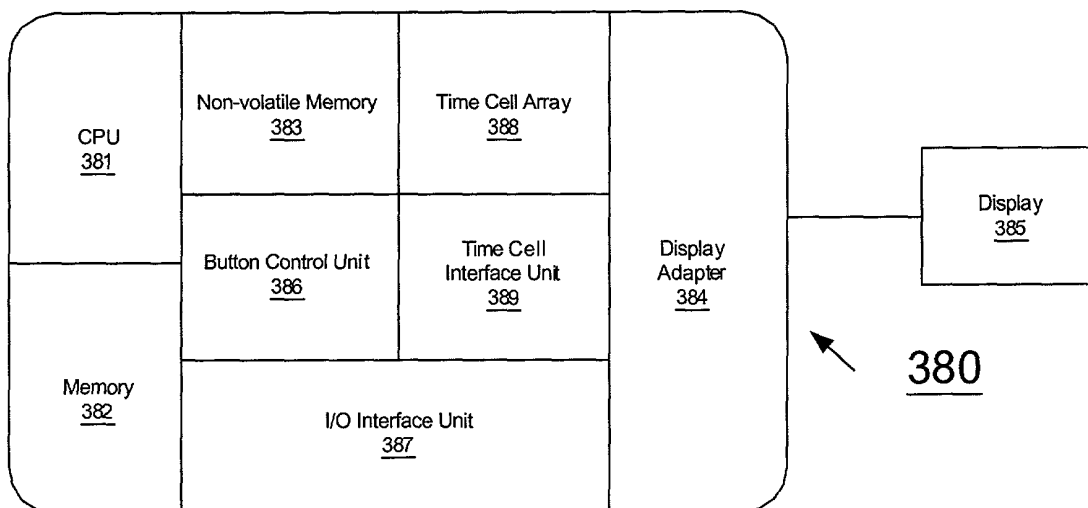 CPU
381
Non-volatile Memory
383
Time Cell Array
388
Button Control Unit
386
Time Cell
Interface Unit
389
Display
Adapter
384
Display
385
Memory
382
I/O Interface Unit
387
380